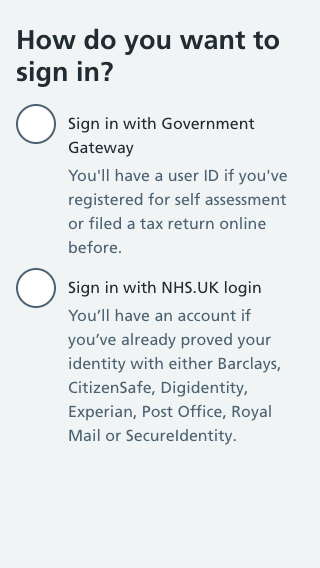 How do you want to
sign in?
Sign in with Government
Gateway
You'll have a user ID if you've
registered for self assessment
or filed a tax return online
before.
Sign in with NHS.UK login
You’ll have an account if
you’ve already proved your
identity with either Barclays,
CitizenSafe, Digidentity,
Experian, Post Office, Royal
Mail or SecureIdentity.